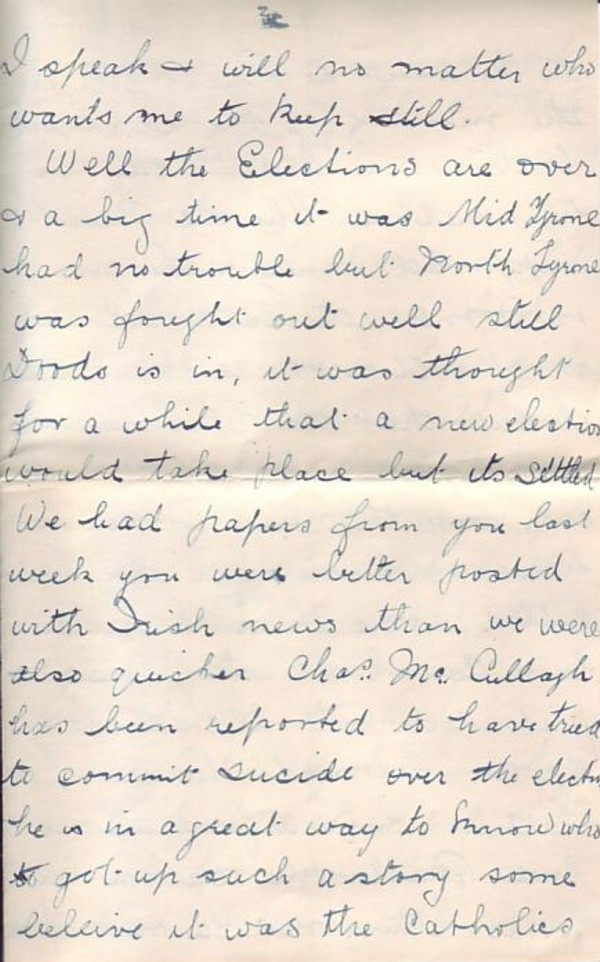 I speak & will no matter who
wants me to keep still.
Well the Elections are over
& a big time it was Mid Tyrone
had no trouble but North Tyrone
was fought out well still
Dodds is in, it was thought
for a while that a new election
would take place but its settled
We had papers from you last
week you were better posted
with Irish news than we were
also quicker Chas. Mc. Cullagh
has been reported to have tried
to commit sucide over the electn
he is in a great way to know who
got up such a story some
beleive it was the Catholics